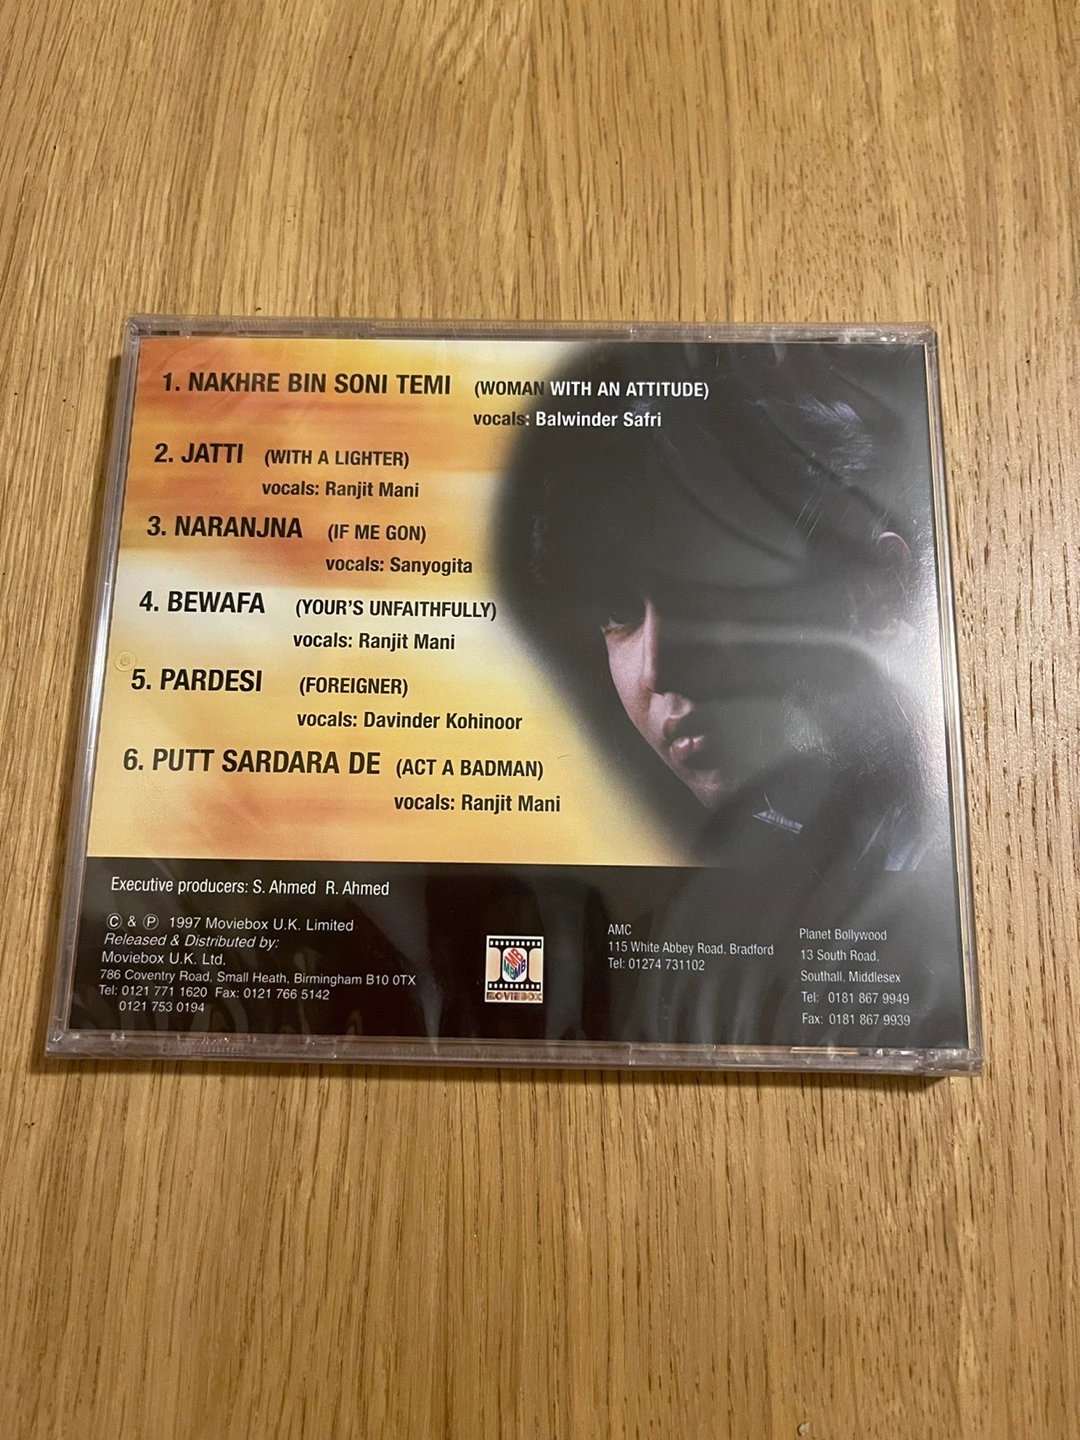 1. NAKHRE BIN SONI TEMI (WOMAN WITH AN ATTITUDE)
vocals: Balwinder Safri
2. JATTI (WITH A LIGHTER)
vocals: Ranjit Mani
3. NARANJNA (IF ME GON)
vocals: Sanyogita
4. BEWAFA (YOUR'S UNFAITHFULLY)
vocals: Ranjit Mani
5. PARDESI (FOREIGNER)
vocals: Davinder Kohinoor
6. PUTT SARDARA DE (ACT A BADMAN)
vocals: Ranjit Mani
Executive producers: S. Ahmed R. Ahmed
Ⓒ & Ⓟ 1997 Moviebox U.K. Limited
Released & Distributed by:
Moviebox U.K. Ltd.
786 Coventry Road, Small Heath, Birmingham B10 0TX
Tel: 0121 771 1620 Fax: 0121 766 5142
0121 753 0194
MOVIEBOX
AMC
115 White Abbey Road, Bradford
Tel: 01274 731102
Planet Bollywood
13 South Road,
Southall, Middlesex
Tel: 0181 867 9949
Fax: 0181 867 9939